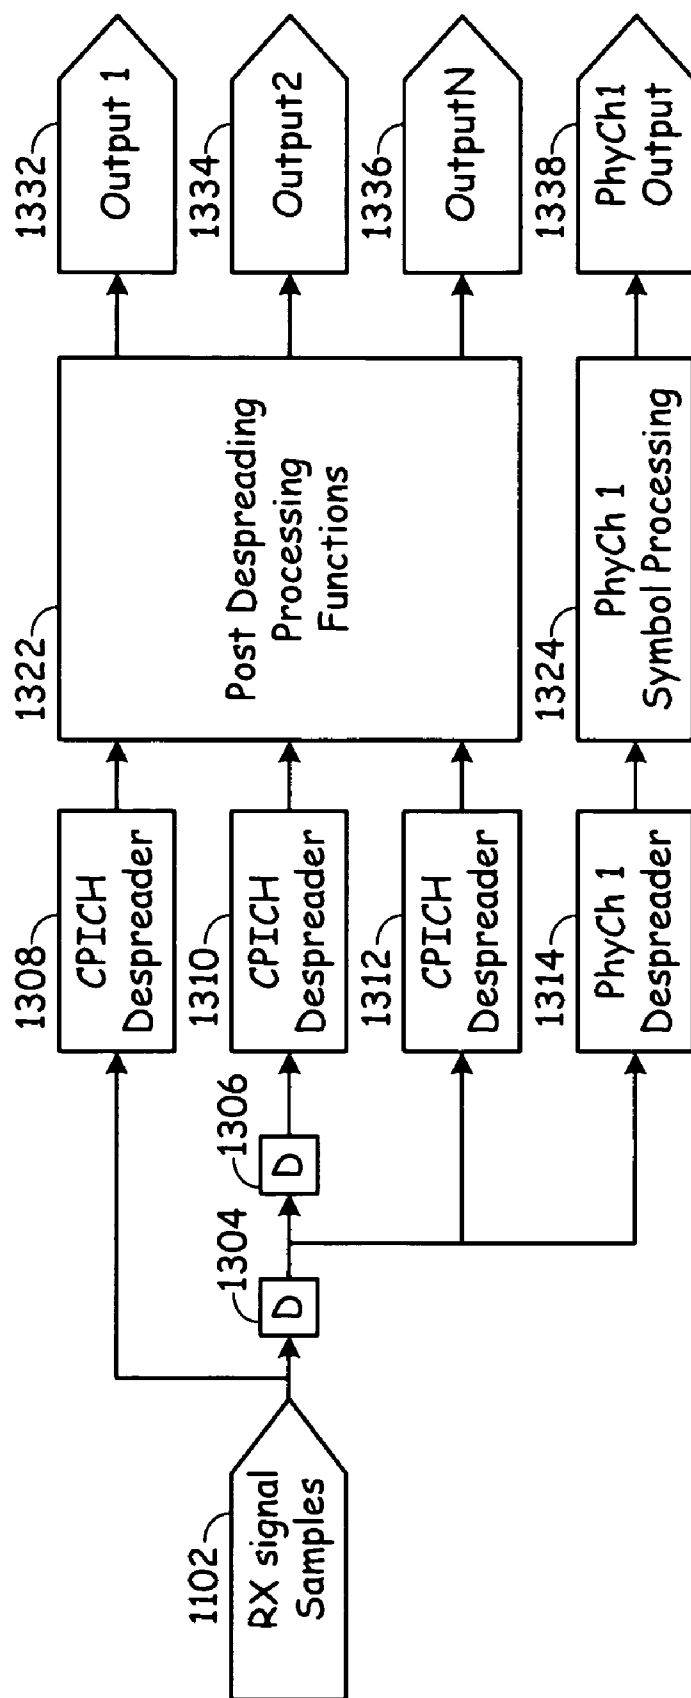 1102
RX signal
Samples
1304
D
1306
D
1308
CPICH
Despreader
1310
CPICH
Despreader
1312
CPICH
Despreader
1314
PhyCh 1
Despreader
1322
Post Despreading
Processing
Functions
1324
PhyCh 1
Symbol Processing
1332
Output 1
1334
Output2
1336
OutputN
1338
PhyCh1
Output